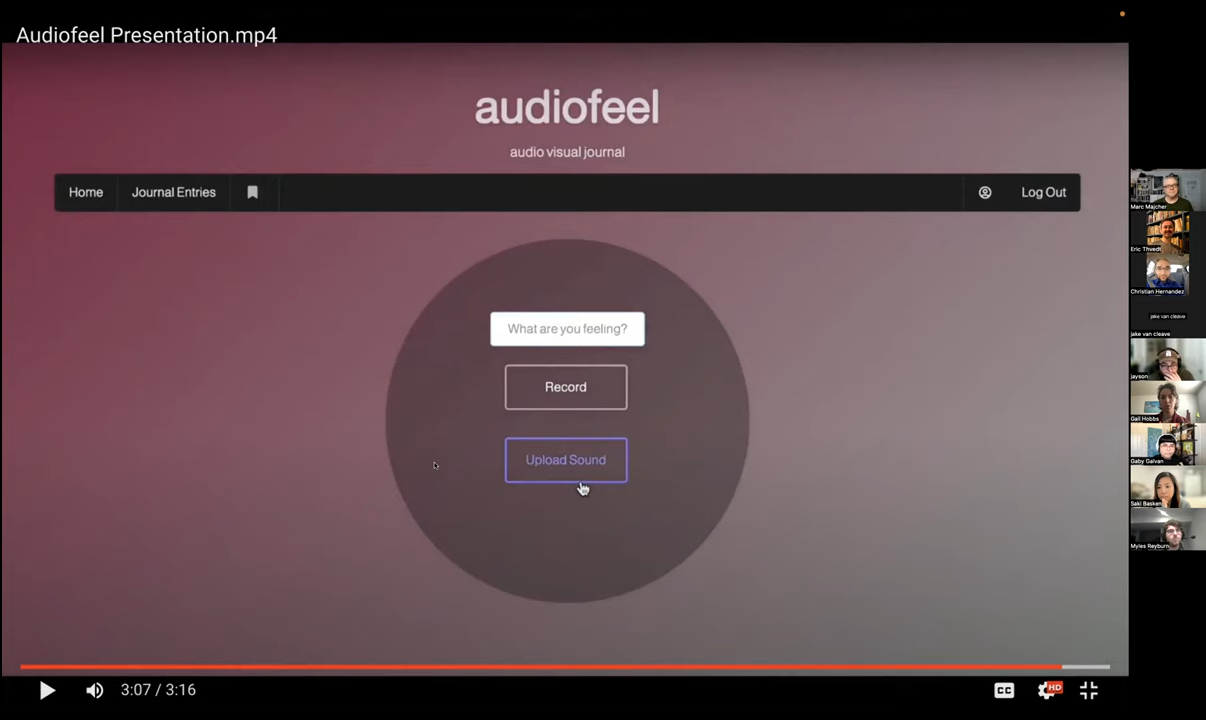 Audiofeel Presentation.mp4
audiofeel
audio visual journal
Home
Journal Entries
Log Out
What are you feeling?
Record
Upload Sound
Marc Majcher
Eric Thvedt
Christian Hernandez
jake van cleave
jake van cleave
jayson
Gail Hobbs
Gaby Galvan
Saki Basken
Myles Reyburn
3:07 / 3:16
CC
HD